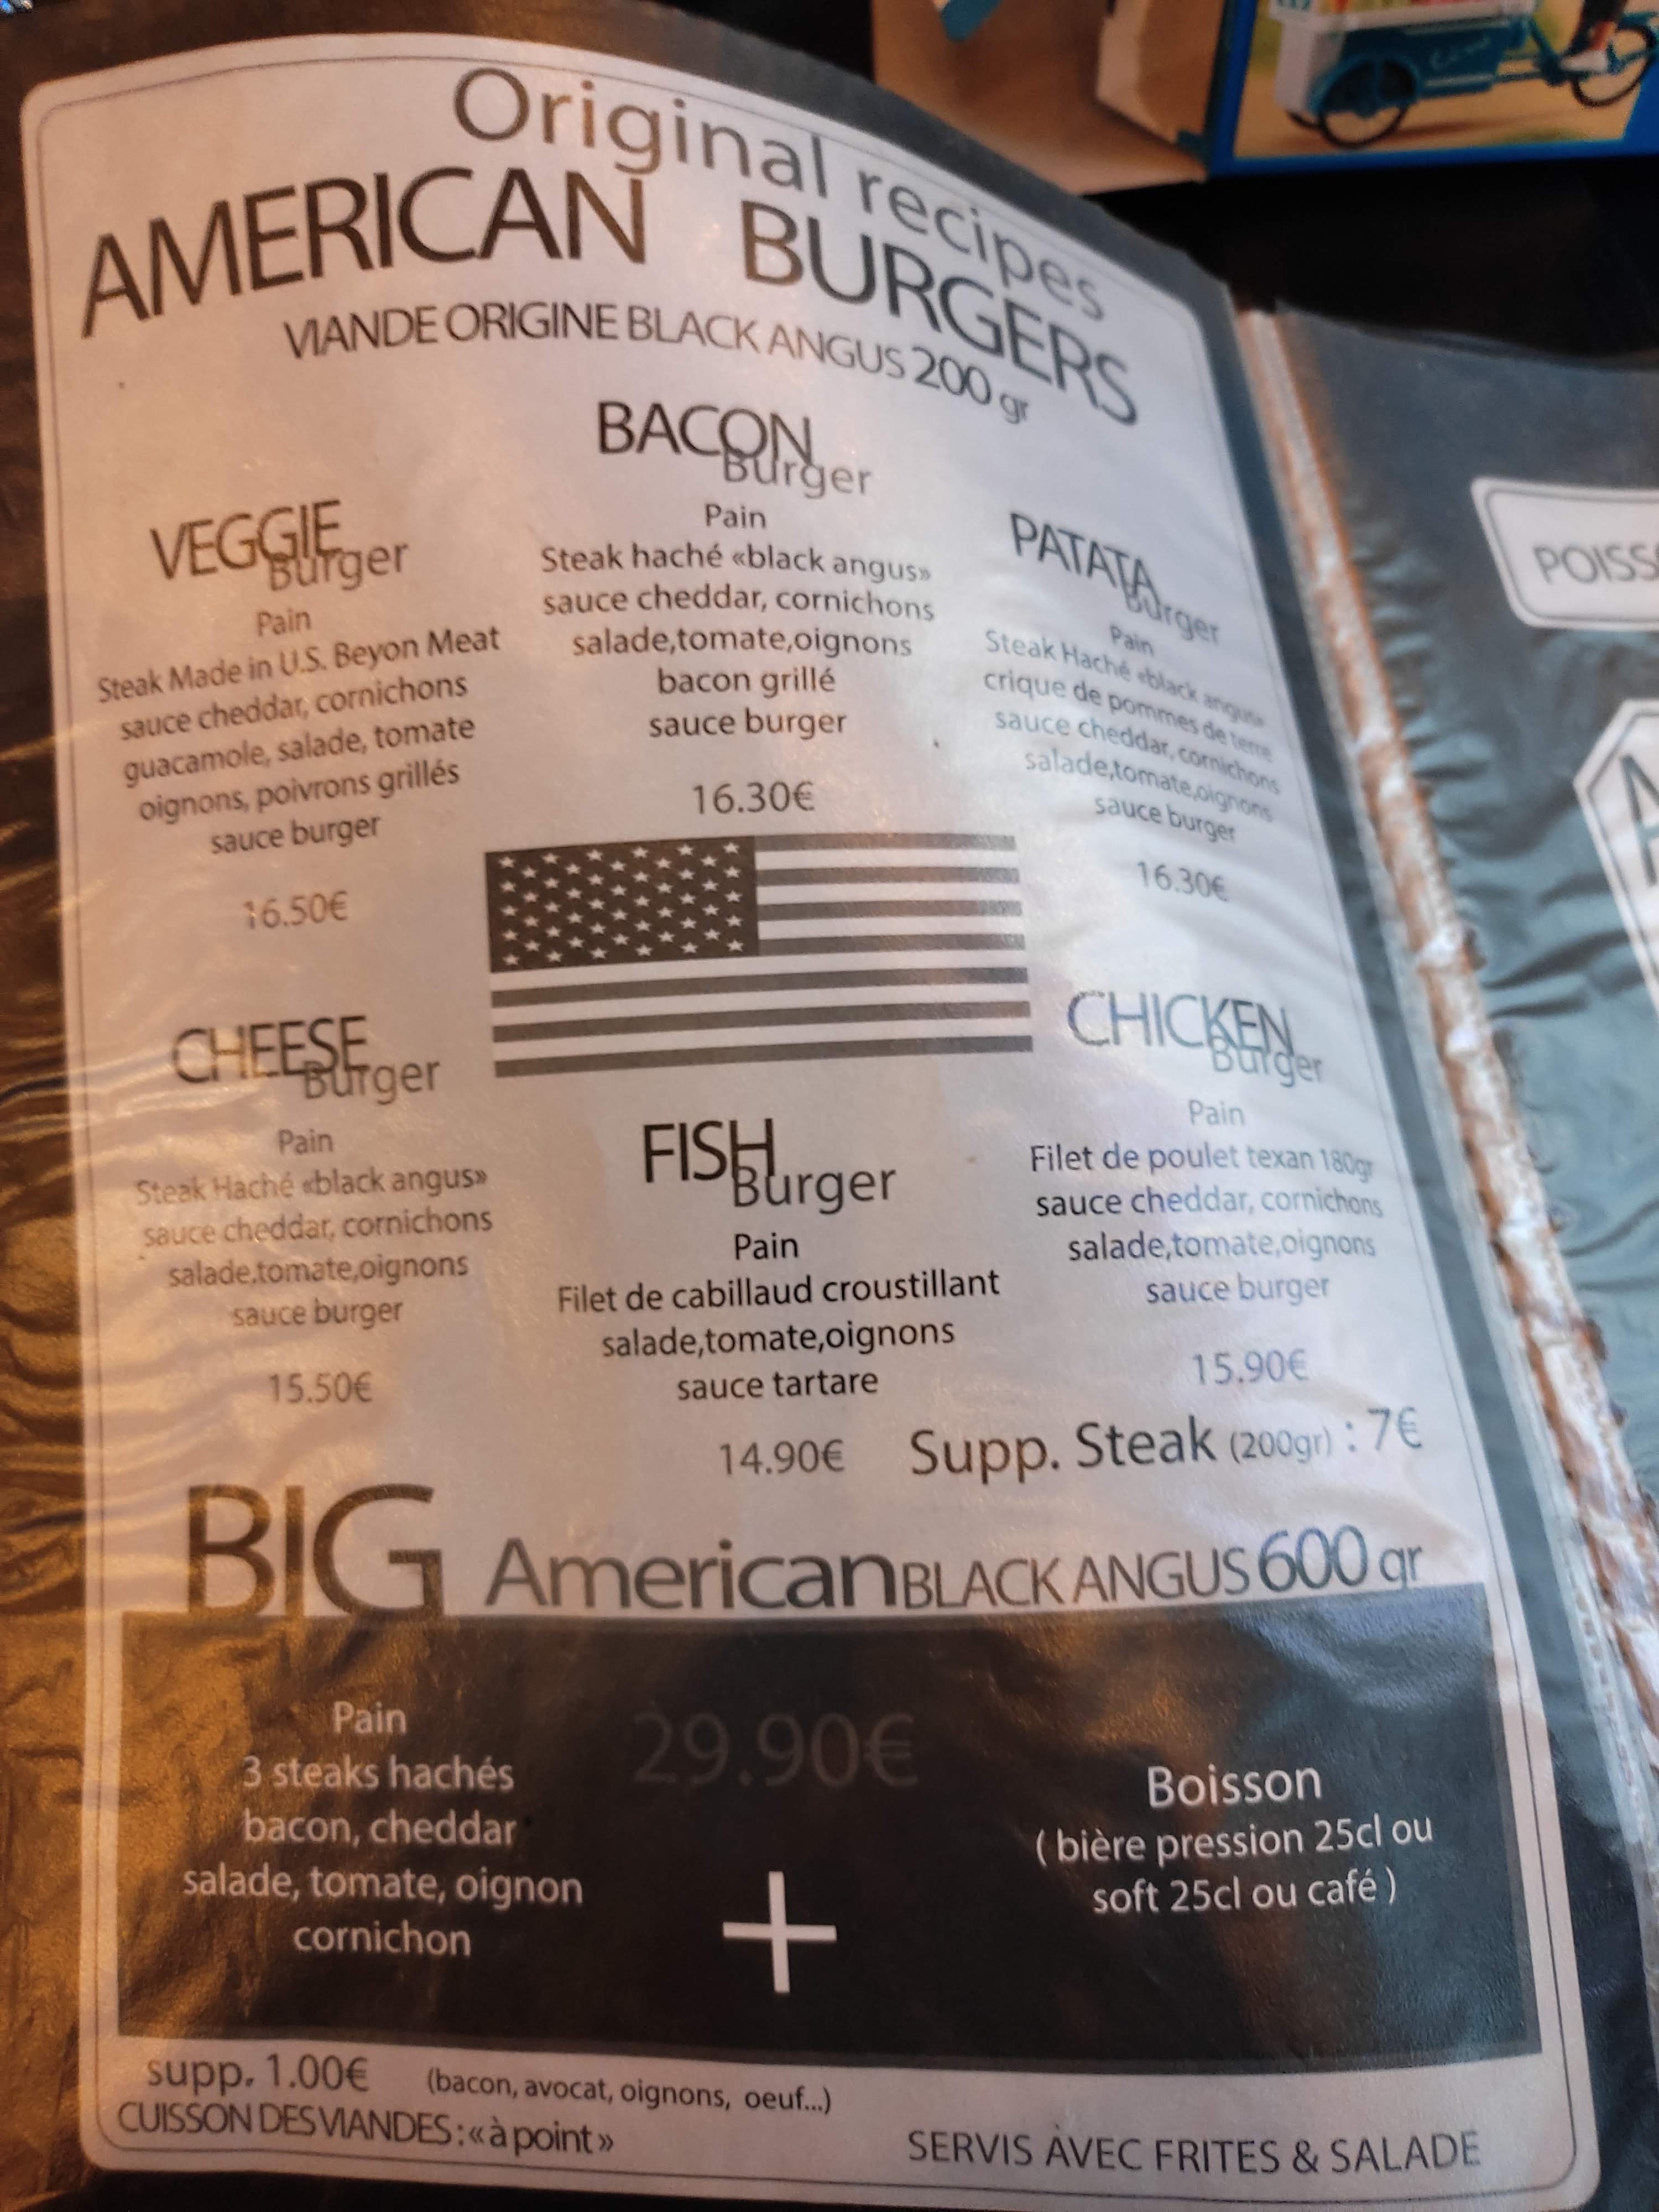 Original recipes
AMERICAN BURGERS
VIANDE ORIGINE BLACK ANGUS 200 gr
BACON
Burger
Pain
Steak haché «black angus»
sauce cheddar, cornichons
salade,tomate,oignons
bacon grillé
sauce burger
16.30€
VEGGIE
Burger
Pain
Steak Made in U.S. Beyon Meat
sauce cheddar, cornichons
guacamole, salade, tomate
oignons, poivrons grillés
sauce burger
16.50€
PATATA
Burger
Pain
Steak Haché «black angus»
crique de pommes de terre
sauce cheddar, cornichons
salade,tomate,oignons
sauce burger
16.30€
CHEESE
Burger
Pain
Steak Haché «black angus»
sauce cheddar, cornichons
salade,tomate,oignons
sauce burger
15.50€
FISH
Burger
Pain
Filet de cabillaud croustillant
salade,tomate,oignons
sauce tartare
14.90€
CHICKEN
Burger
Pain
Filet de poulet texan 180gr
sauce cheddar, cornichons
salade,tomate,oignons
sauce burger
15.90€
Supp. Steak (200gr) : 7€
BIG American BLACK ANGUS 600 gr
Pain
3 steaks hachés
bacon, cheddar
salade, tomate, oignon
cornichon
29.90€
+
Boisson
( bière pression 25cl ou
soft 25cl ou café )
supp. 1.00€ (bacon, avocat, oignons, oeuf...)
CUISSON DES VIANDES : «à point»
SERVIS AVEC FRITES & SALADE